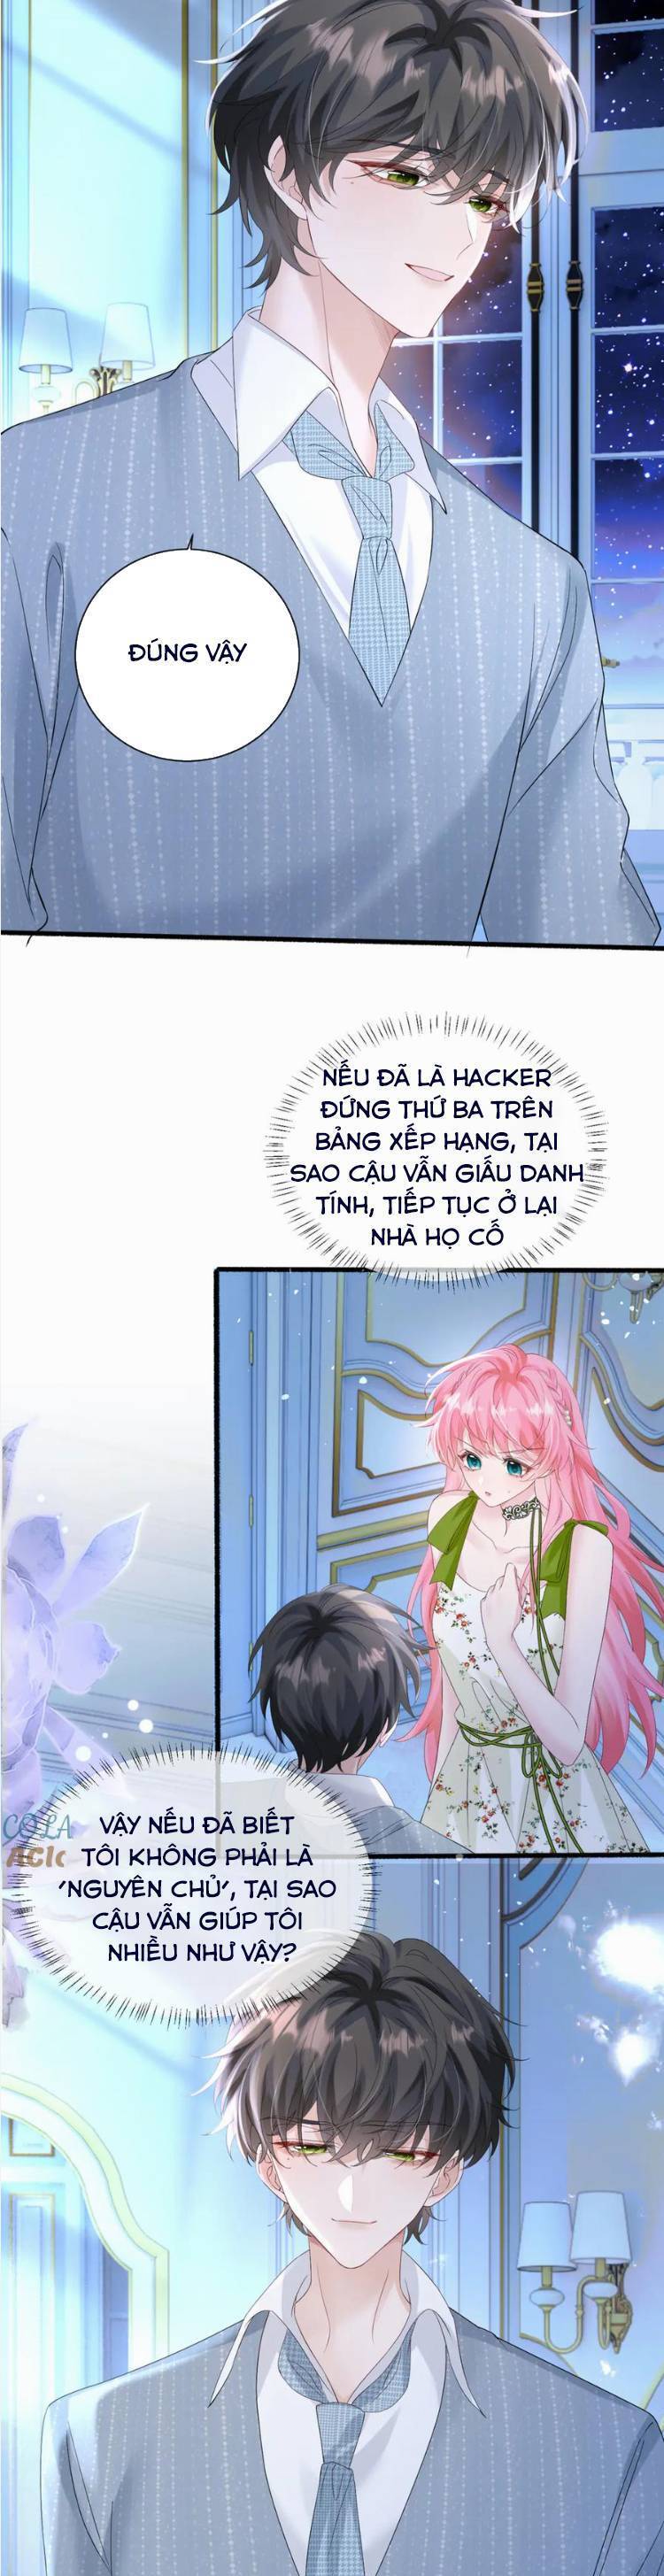 ĐÚNG VẬY
NẾU ĐÃ LÀ HACKER
ĐỨNG THỨ BA TRÊN
BẢNG XẾP HẠNG, TẠI
SAO CẬU VẪN GIẤU DANH
TÍNH, TIẾP TỤC Ở LẠI
NHÀ HỌ CỐ
VẬY NẾU ĐÃ BIẾT
TÔI KHÔNG PHẢI LÀ
'NGUYÊN CHỦ', TẠI SAO
CẬU VẪN GIÚP TÔI
NHIỀU NHƯ VẬY?
COLA